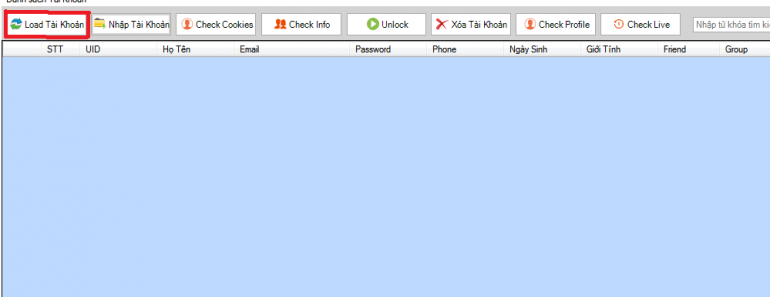 Danh sách Tài Khoản
Load Tài Khoản Nhập Tài Khoản Check Cookies Check Info Unlock Xóa Tài Khoản Check Profile Check Live Nhập từ khóa tìm
STT UID Họ Tên Email Password Phone Ngày Sinh Giới Tính Friend Group